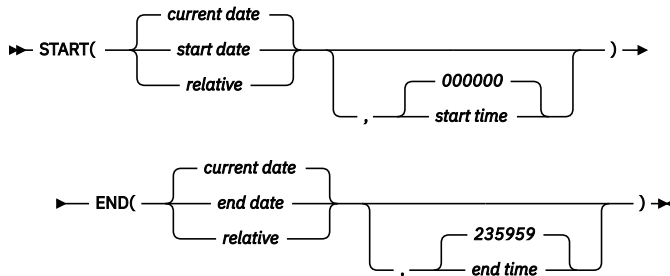 current date
START( start date )
relative
000000
, start time
current date
END( end date )
relative
235959
, end time